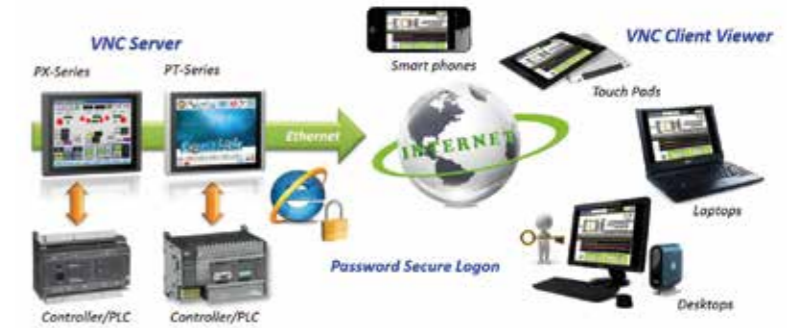 VNC Server
PX-Series
PT-Series
Ethernet
Controller/PLC
Controller/PLC
INTERNET
Password Secure Logon
VNC Client Viewer
Smart phones
Touch Pads
Laptops
Desktops